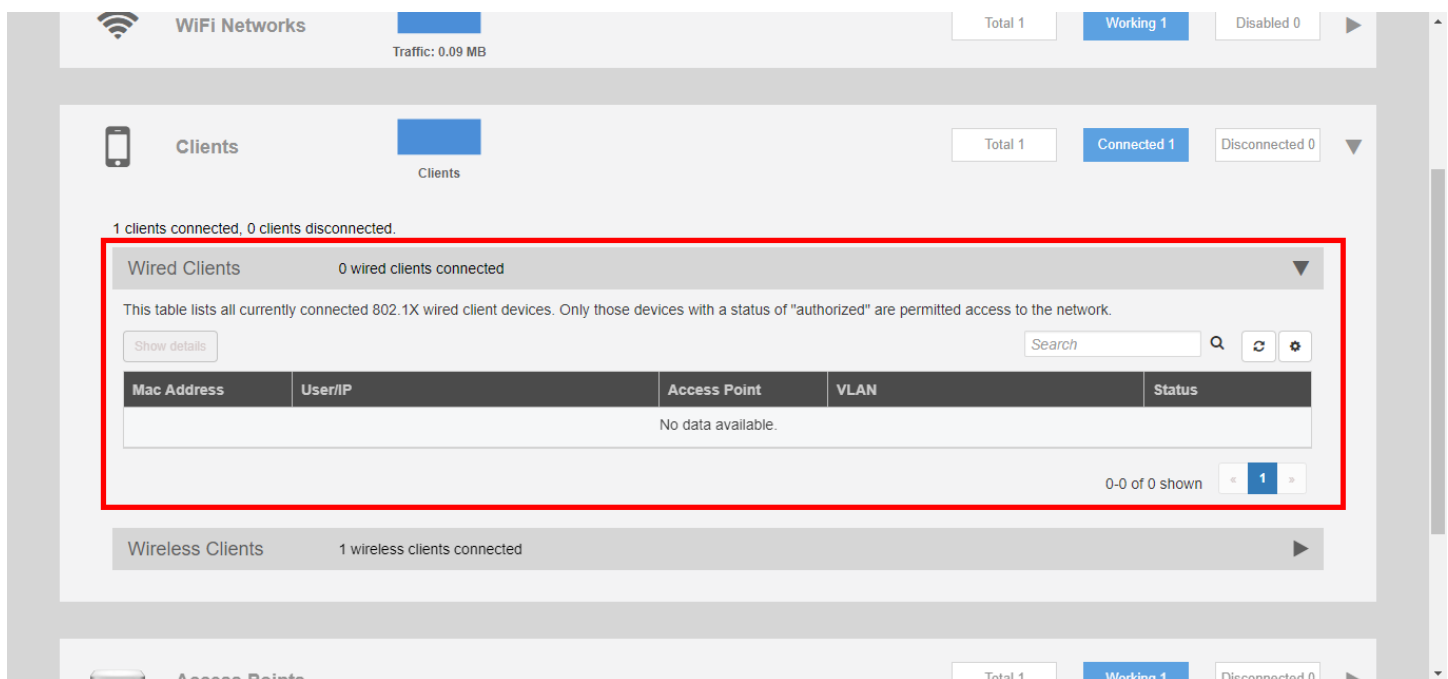 WiFi Networks
Traffic: 0.09 MB
Total 1
Working 1
Disabled 0
Clients
Clients
Total 1
Connected 1
Disconnected 0
1 clients connected, 0 clients disconnected.
Wired Clients 0 wired clients connected
This table lists all currently connected 802.1X wired client devices. Only those devices with a status of "authorized" are permitted access to the network.
Show details
Search
Mac Address User/IP Access Point VLAN Status
No data available.
0-0 of 0 shown « 1 »
Wireless Clients 1 wireless clients connected
Access Points
Total 1
Working 1
Disconnected 0